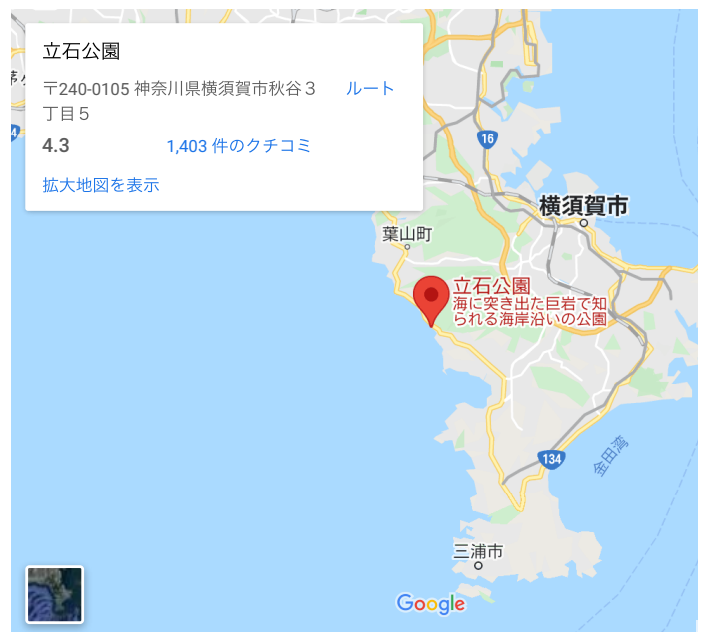 立石公園
〒240-0105 神奈川県横須賀市秋谷３
丁目５
ルート
4.3
1,403 件のクチコミ
拡大地図を表示
16
横須賀市
葉山町
立石公園
海に突き出た巨岩で知
られる海岸沿いの公園
134
金田湾
三浦市
Google